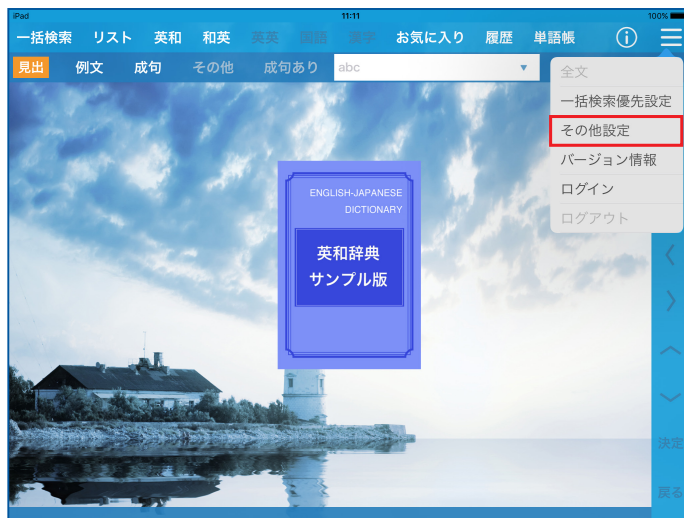 iPad 11:11 100%
一括検索 リスト 英和 和英 英英 国語 漢字 お気に入り 履歴 単語帳
見出 例文 成句 その他 成句あり abc
全文
一括検索優先設定
その他設定
バージョン情報
ログイン
ログアウト
ENGLISH-JAPANESE
DICTIONARY
英和辞典
サンプル版
決定
戻る